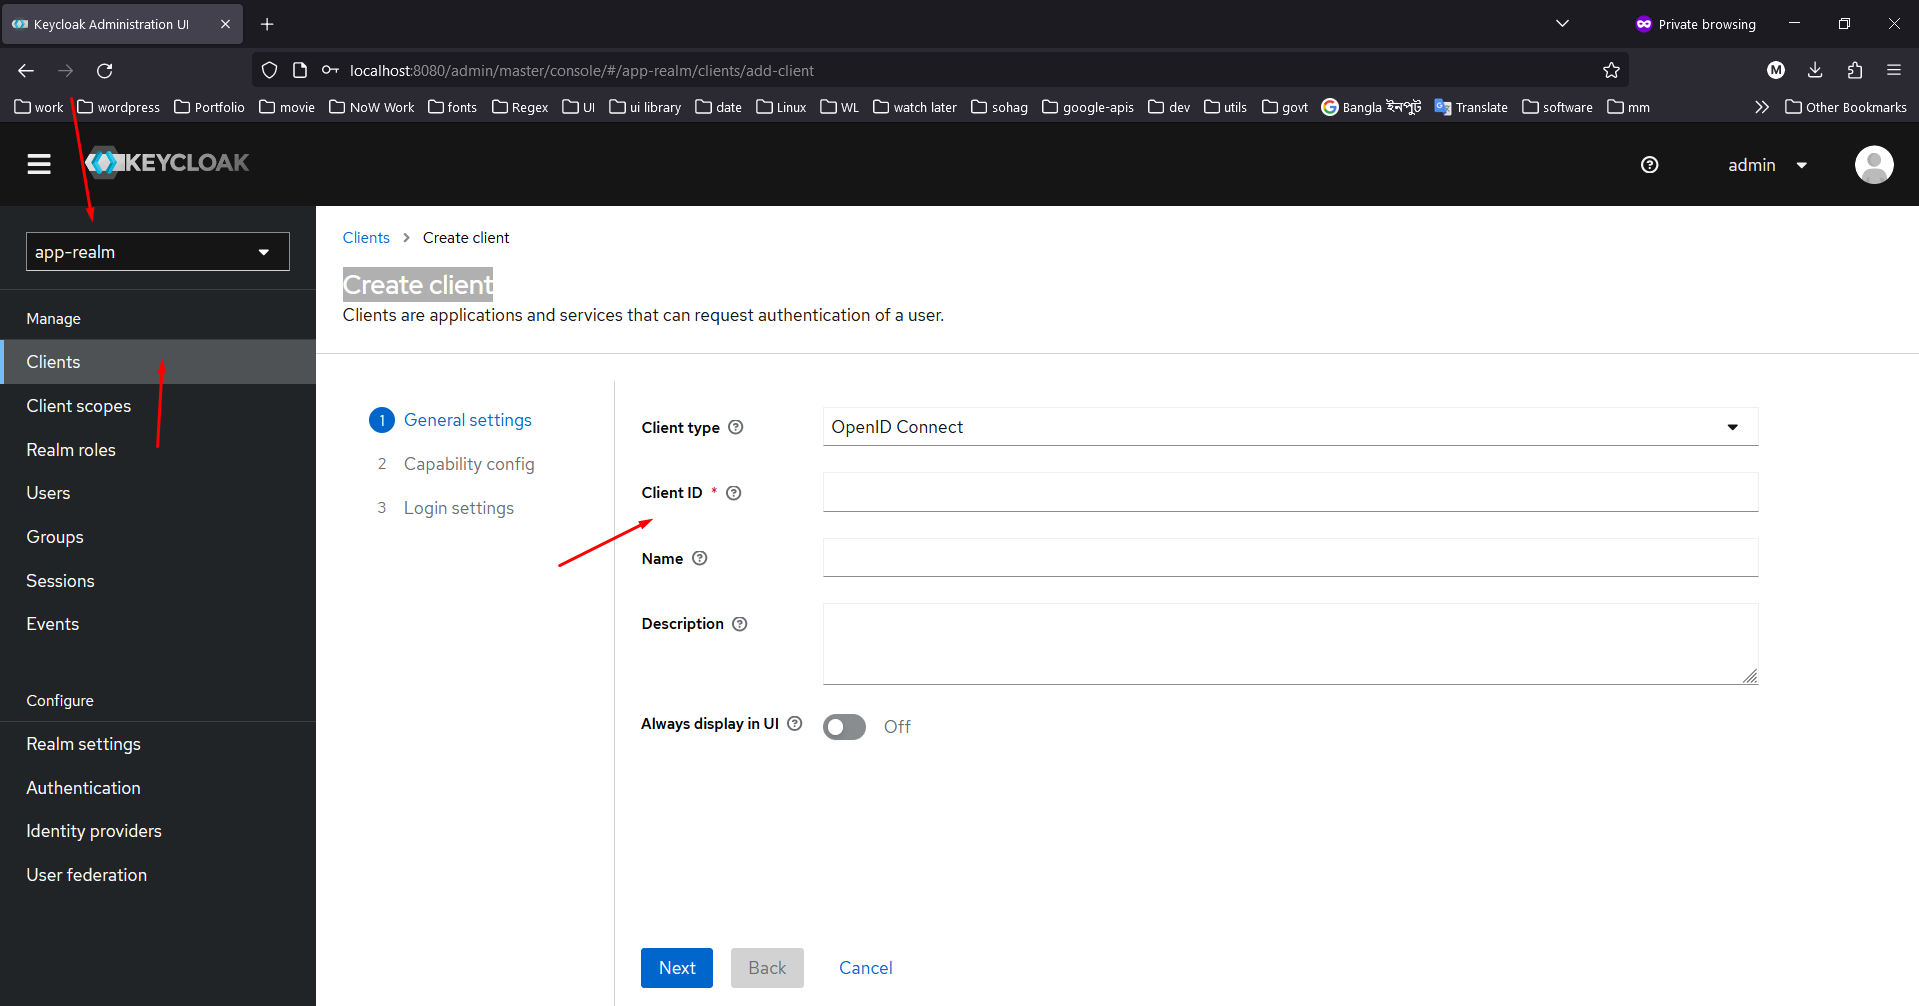 Keycloak Administration UI
Private browsing
localhost:8080/admin/master/console/#/app-realm/clients/add-client
M
work wordpress Portfolio movie NoW Work fonts Regex UI ui library date Linux WL watch later sohag google-apis dev utils govt Bangla ইনপুট Translate software mm Other Bookmarks
KEYCLOAK
admin
app-realm
Manage
Clients
Client scopes
Realm roles
Users
Groups
Sessions
Events
Configure
Realm settings
Authentication
Identity providers
User federation
Clients > Create client
Create client
Clients are applications and services that can request authentication of a user.
1 General settings
2 Capability config
3 Login settings
Client type OpenID Connect
Client ID *
Name
Description
Always display in UI Off
Next Back Cancel